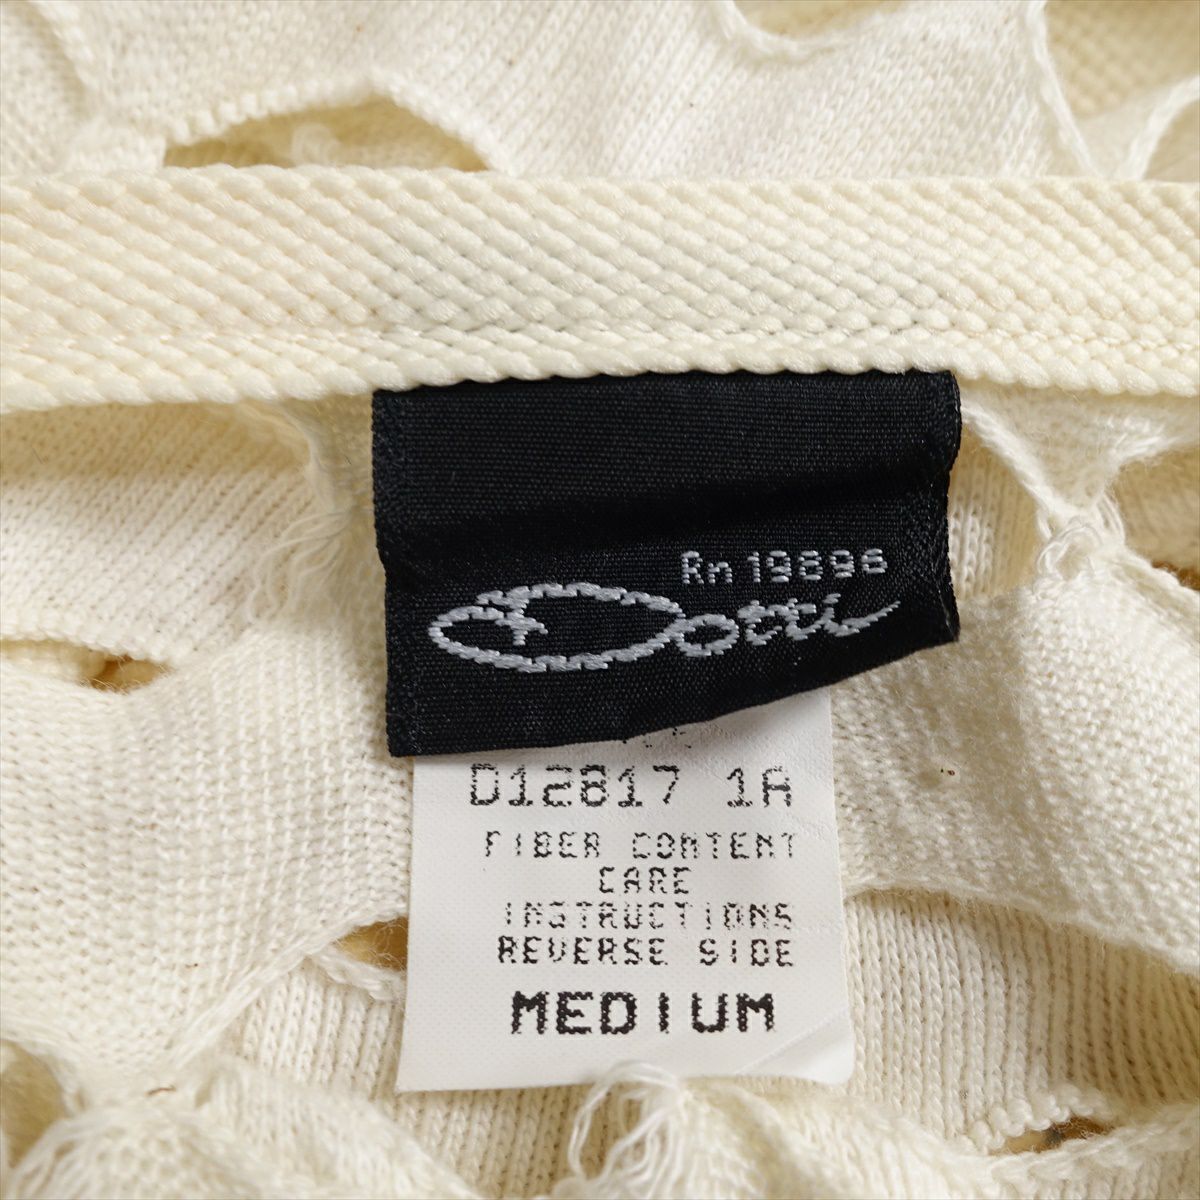 Rn 19896
Dotti
D12817 1A
FIBER CONTENT
CARE
INSTRUCTIONS
REVERSE SIDE
MEDIUM